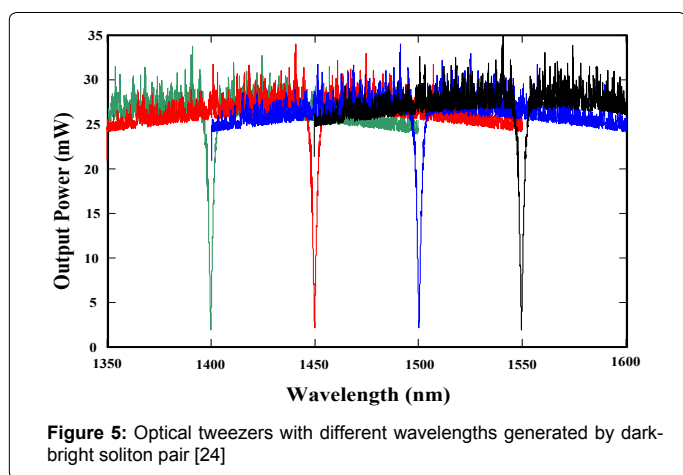 35
30
25
20
15
10
5
0
Output Power (mW)
1350 1400 1450 1500 1550 1600
Wavelength (nm)
Figure 5: Optical tweezers with different wavelengths generated by dark-
bright soliton pair [24]